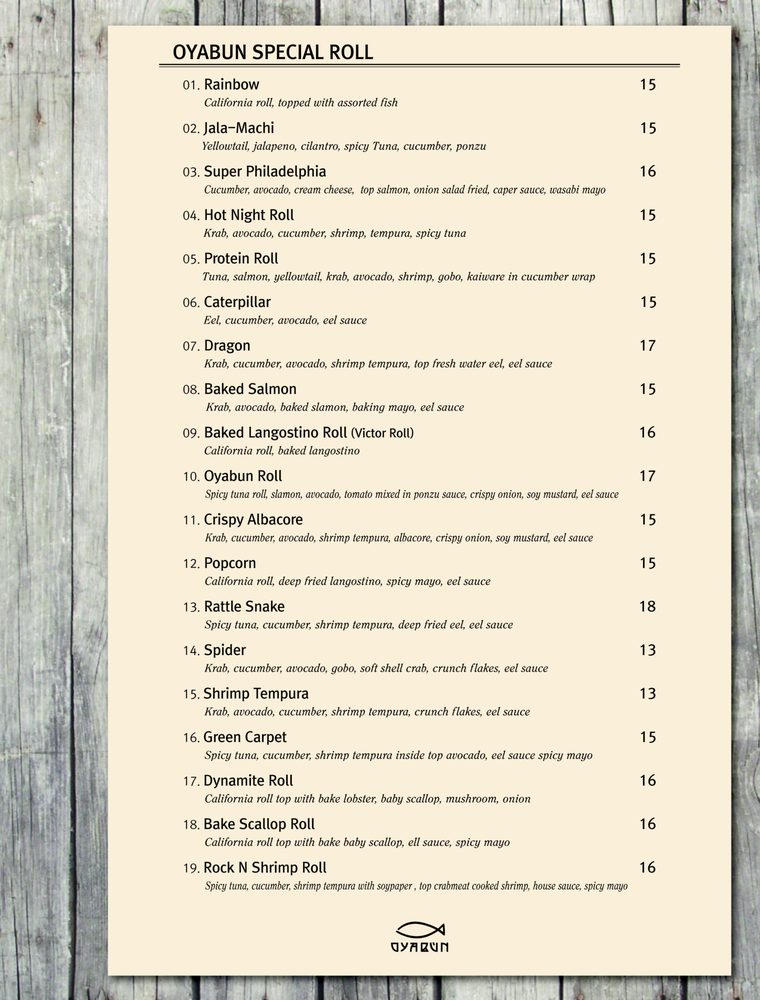 OYABUN SPECIAL ROLL
01. Rainbow 15
California roll, topped with assorted fish
02. Jala-Machi 15
Yellowtail, jalapeno, cilantro, spicy Tuna, cucumber, ponzu
03. Super Philadelphia 16
Cucumber, avocado, cream cheese, top salmon, onion salad fried, caper sauce, wasabi mayo
04. Hot Night Roll 15
Krab, avocado, cucumber, shrimp, tempura, spicy tuna
05. Protein Roll 15
Tuna, salmon, yellowtail, krab, avocado, shrimp, gobo, kaiware in cucumber wrap
06. Caterpillar 15
Eel, cucumber, avocado, eel sauce
07. Dragon 17
Krab, cucumber, avocado, shrimp tempura, top fresh water eel, eel sauce
08. Baked Salmon 15
Krab, avocado, baked slamon, baking mayo, eel sauce
09. Baked Langostino Roll (Victor Roll) 16
California roll, baked langostino
10. Oyabun Roll 17
Spicy tuna roll, slamon, avocado, tomato mixed in ponzu sauce, crispy onion, soy mustard, eel sauce
11. Crispy Albacore 15
Krab, cucumber, avocado, shrimp tempura, albacore, crispy onion, soy mustard, eel sauce
12. Popcorn 15
California roll, deep fried langostino, spicy mayo, eel sauce
13. Rattle Snake 18
Spicy tuna, cucumber, shrimp tempura, deep fried eel, eel sauce
14. Spider 13
Krab, cucumber, avocado, gobo, soft shell crab, crunch flakes, eel sauce
15. Shrimp Tempura 13
Krab, avocado, cucumber, shrimp tempura, crunch flakes, eel sauce
16. Green Carpet 15
Spicy tuna, cucumber, shrimp tempura inside top avocado, eel sauce spicy mayo
17. Dynamite Roll 16
California roll top with bake lobster, baby scallop, mushroom, onion
18. Bake Scallop Roll 16
California roll top with bake baby scallop, ell sauce, spicy mayo
19. Rock N Shrimp Roll 16
Spicy tuna, cucumber, shrimp tempura with soypaper , top crabmeat cooked shrimp, house sauce, spicy mayo
OYABUN